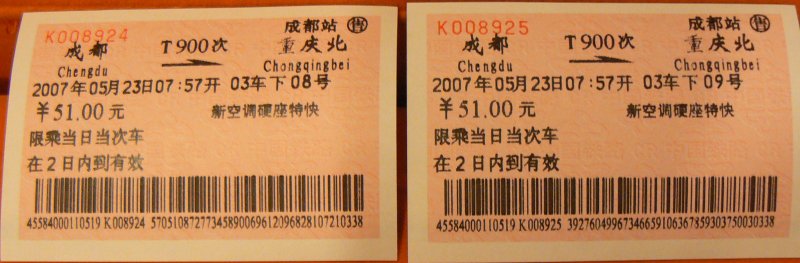 K008924 成都站 售
成都 T900次 重庆北
Chengdu Chongqingbei
2007年05月23日07:57开 03车下08号
￥51.00元 新空调硬座特快
限乘当日当次车
在2日内到有效
45584000110519 K008924 570510872773458900696120968281072103​38
K008925 成都站 售
成都 T900次 重庆北
Chengdu Chongqingbei
2007年05月23日07:57开 03车下09号
￥51.00元 新空调硬座特快
限乘当日当次车
在2日内到有效
45584000110519 K008925 392760499673466591063678593037500303​38